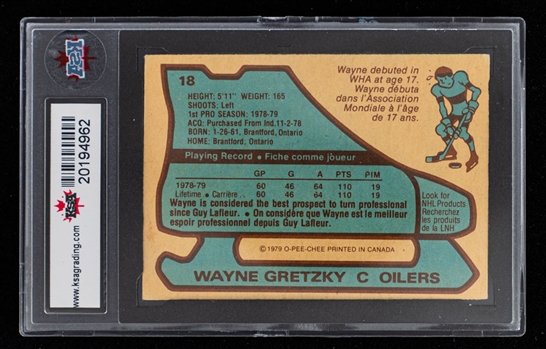 KSA
www.ksagrading.com
KSA
20194962
18
HEIGHT: 5'11" WEIGHT: 165
SHOOTS: Left
1st PRO SEASON: 1978-79
ACQ: Purchased From Ind. 11-2-78
BORN: 1-26-61, Brantford, Ontario
HOME: Brantford, Ontario
Wayne debuted in
WHA at age 17.
Wayne débuta
dans l'Association
Mondiale à l'âge
de 17 ans.
Playing Record • Fiche comme joueur
GP G A PTS PIM
1978-79 60 46 64 110 19
Lifetime • Carrière 60 46 64 110 19
Wayne is considered the best prospect to turn professional
since Guy Lafleur. • On considère que Wayne est le meilleur
espoir professionnel depuis Guy Lafleur.
Look for
NHL Products
Recherchez
les produits
de la LNH
© 1979 O-PEE-CHEE PRINTED IN CANADA
WAYNE GRETZKY C OILERS